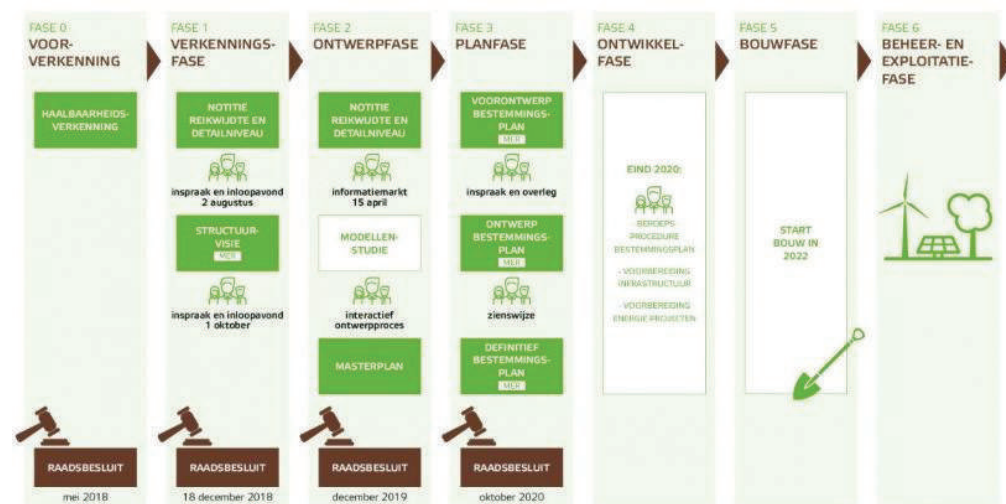 FASE 0
VOOR-
VERKENNING
HAALBAARHEIDS-
VERKENNING
RAADSBESLUIT
mei 2018
FASE 1
VERKENNINGS-
FASE
NOTITIE
REIKWIJDTE EN
DETAILNIVEAU
inspraak en inloopavond
2 augustus
STRUCTUUR-
VISIE
MER
inspraak en inloopavond
1 oktober
RAADSBESLUIT
18 december 2018
FASE 2
ONTWERPFASE
NOTITIE
REIKWIJDTE EN
DETAILNIVEAU
informatiemarkt
15 april
MODELLEN-
STUDIE
interactief
ontwerpproces
MASTERPLAN
RAADSBESLUIT
december 2019
FASE 3
PLANFASE
VOORONTWERP
BESTEMMINGS-
PLAN
MER
inspraak en overleg
ONTWERP
BESTEMMINGS-
PLAN
MER
zienswijze
DEFINITIEF
BESTEMMINGS-
PLAN
MER
RAADSBESLUIT
oktober 2020
FASE 4
ONTWIKKEL-
FASE
EIND 2020:
BEROEPS
PROCEDURE
BESTEMMINGSPLAN
- VOORBEREIDING
INFRASTRUCTUUR
- VOORBEREIDING
ENERGIE PROJECTEN
FASE 5
BOUWFASE
START
BOUW IN
2022
FASE 6
BEHEER- EN
EXPLOITATIE-
FASE